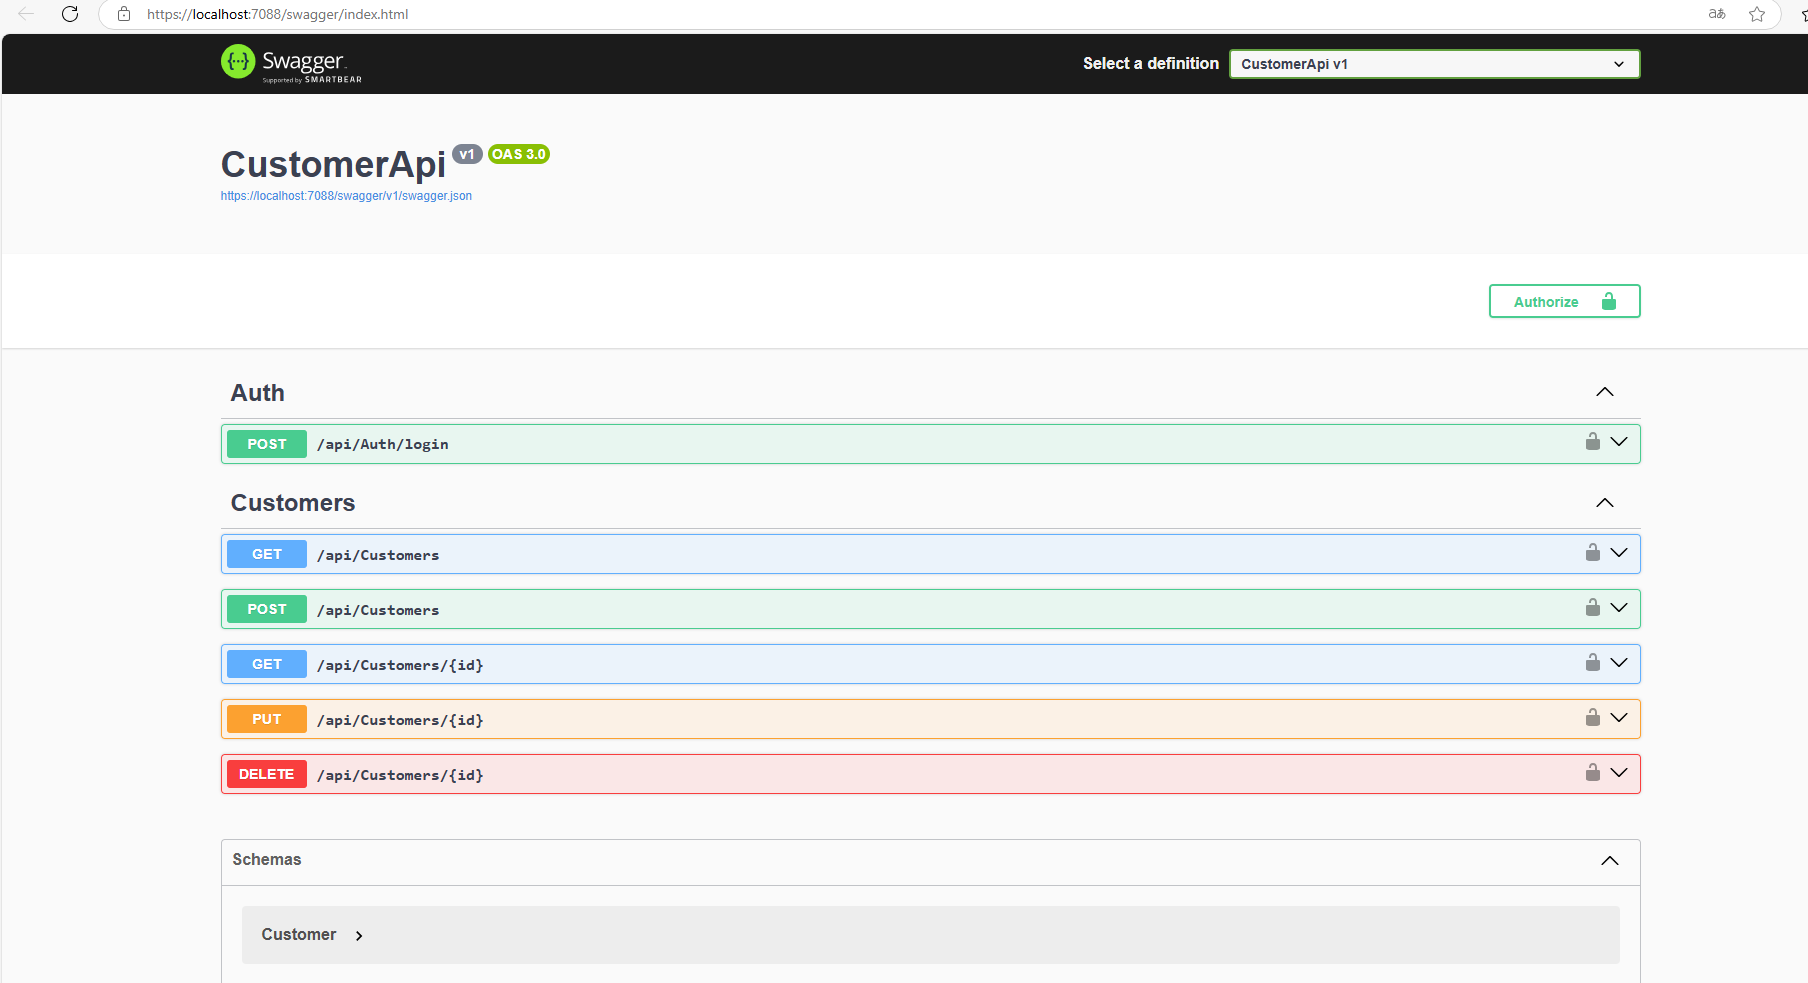 https://localhost:7088/swagger/index.html
Swagger
Supported by SMARTBEAR
Select a definition
CustomerApi v1
CustomerApi v1 OAS 3.0
https://localhost:7088/swagger/v1/swagger.json
Authorize
Auth
POST /api/Auth/login
Customers
GET /api/Customers
POST /api/Customers
GET /api/Customers/{id}
PUT /api/Customers/{id}
DELETE /api/Customers/{id}
Schemas
Customer